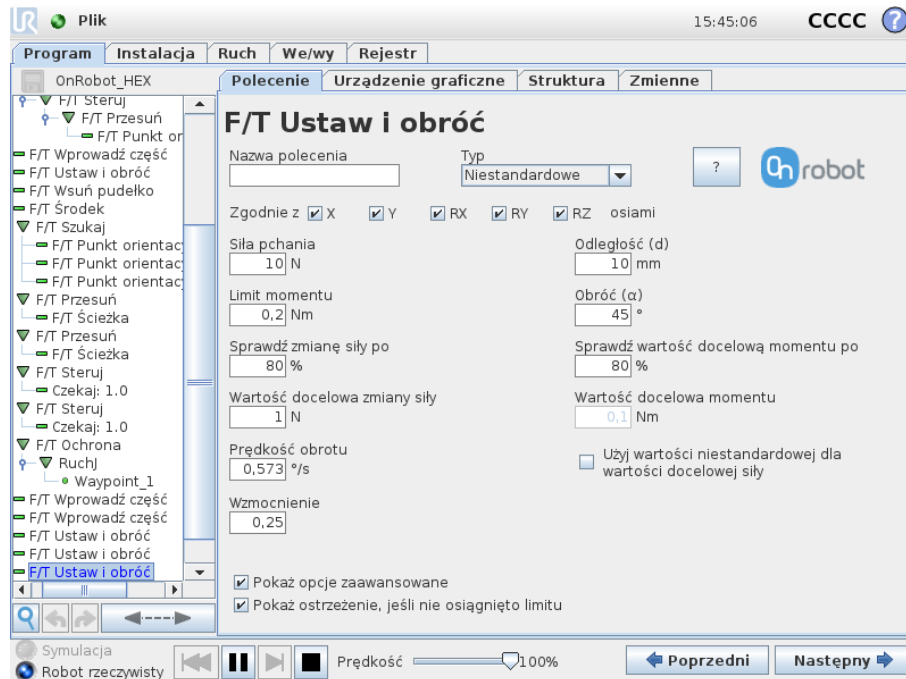 Plik
15:45:06
CCCC
?
Program
Instalacja
Ruch
We/wy
Rejestr
OnRobot_HEX
F/T Steruj
F/T Przesuń
F/T Punkt or
F/T Wprowadź część
F/T Ustaw i obróć
F/T Wsuń pudełko
F/T Środek
F/T Szukaj
F/T Punkt orientac
F/T Punkt orientac
F/T Punkt orientac
F/T Przesuń
F/T Ścieżka
F/T Przesuń
F/T Ścieżka
F/T Steruj
Czekaj: 1.0
F/T Steruj
Czekaj: 1.0
F/T Ochrona
RuchJ
Waypoint_1
F/T Wprowadź część
F/T Wprowadź część
F/T Ustaw i obróć
F/T Ustaw i obróć
F/T Ustaw i obróć
Polecenie
Urządzenie graficzne
Struktura
Zmienne
F/T Ustaw i obróć
Nazwa polecenia
Typ
Niestandardowe
?
OnRobot
Zgodnie z X Y RX RY RZ osiami
Siła pchania
10 N
Odległość (d)
10 mm
Limit momentu
0,2 Nm
Obróć (α)
45 °
Sprawdź zmianę siły po
80 %
Sprawdź wartość docelową momentu po
80 %
Wartość docelowa zmiany siły
1 N
Wartość docelowa momentu
0,1 Nm
Prędkość obrotu
0,573 °/s
Użyj wartości niestandardowej dla
wartości docelowej siły
Wzmocnienie
0,25
Pokaż opcje zaawansowane
Pokaż ostrzeżenie, jeśli nie osiągnięto limitu
Symulacja
Robot rzeczywisty
Prędkość 100%
Poprzedni
Następny